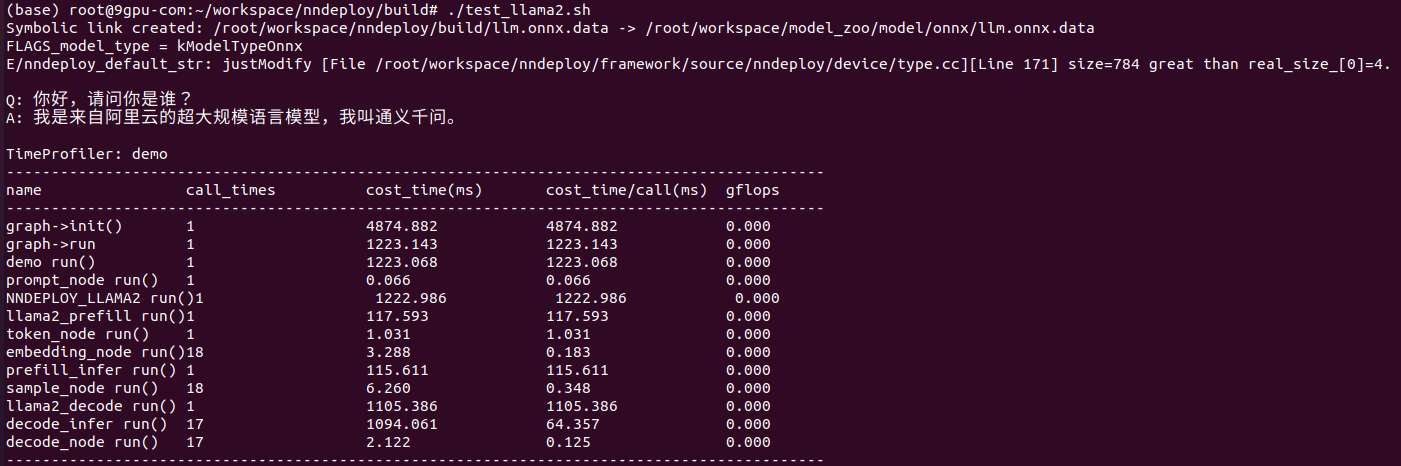 (base) root@9gpu-com:~/workspace/nndeploy/build# ./test_llama2.sh
Symbolic link created: /root/workspace/nndeploy/build/llm.onnx.data -> /root/workspace/model_zoo/model/onnx/llm.onnx.data
FLAGS_model_type = kModelTypeOnnx
E/nndeploy_default_str: justModify [File /root/workspace/nndeploy/framework/source/nndeploy/device/type.cc][Line 171] size=784 great than real_size_[0]=4.
Q: 你好，请问你是谁？
A: 我是来自阿里云的超大规模语言模型，我叫通义千问。
TimeProfiler: demo
-------------------------------------------------------------------------------------------
name call_times cost_time(ms) cost_time/call(ms) gflops
-------------------------------------------------------------------------------------------
graph->init() 1 4874.882 4874.882 0.000
graph->run 1 1223.143 1223.143 0.000
demo run() 1 1223.068 1223.068 0.000
prompt_node run() 1 0.066 0.066 0.000
NNDEPLOY_LLAMA2 run()1 1222.986 1222.986 0.000
llama2_prefill run()1 117.593 117.593 0.000
token_node run() 1 1.031 1.031 0.000
embedding_node run()18 3.288 0.183 0.000
prefill_infer run() 1 115.611 115.611 0.000
sample_node run() 18 6.260 0.348 0.000
llama2_decode run() 1 1105.386 1105.386 0.000
decode_infer run() 17 1094.061 64.357 0.000
decode_node run() 17 2.122 0.125 0.000
-------------------------------------------------------------------------------------------